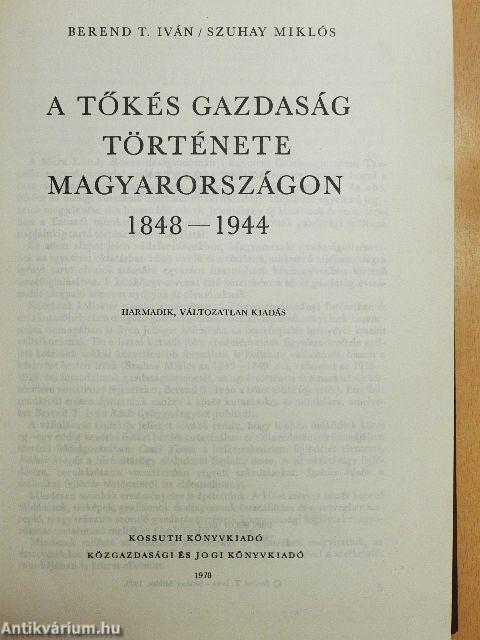 BEREND T. IVÁN / SZUHAY MIKLÓS
A TŐKÉS GAZDASÁG
TÖRTÉNETE
MAGYARORSZÁGON
1848—1944
HARMADIK, VÁLTOZATLAN KIADÁS
KOSSUTH KÖNYVKIADÓ
KÖZGAZDASÁGI ÉS JOGI KÖNYVKIADÓ
1978
Antikvárium.hu